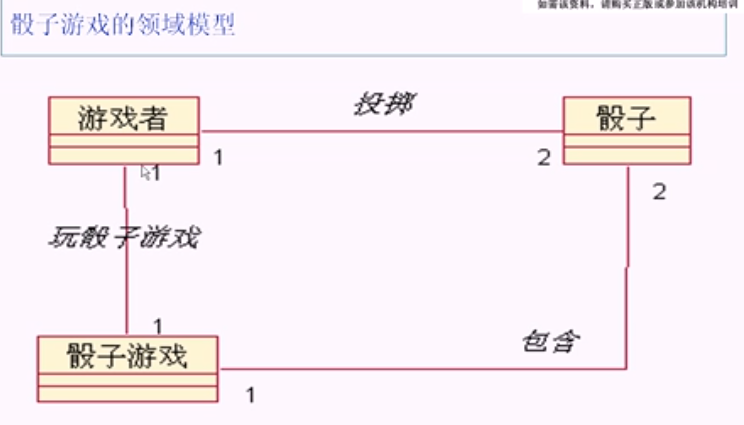 如需该资料，请购买正版或参加该机构培训
骰子游戏的领域模型
投掷
游戏者
骰子
1
2
1
2
玩骰子游戏
1
包含
骰子游戏
1